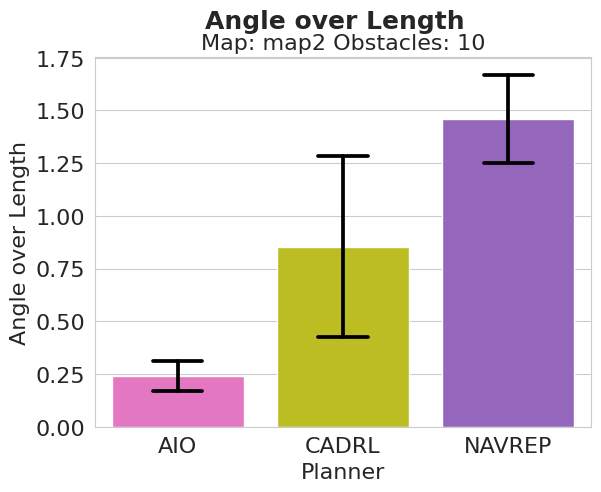 Angle over Length
Map: map2 Obstacles: 10
Angle over Length
1.75
1.50
1.25
1.00
0.75
0.50
0.25
0.00
AIO CADRL NAVREP
Planner